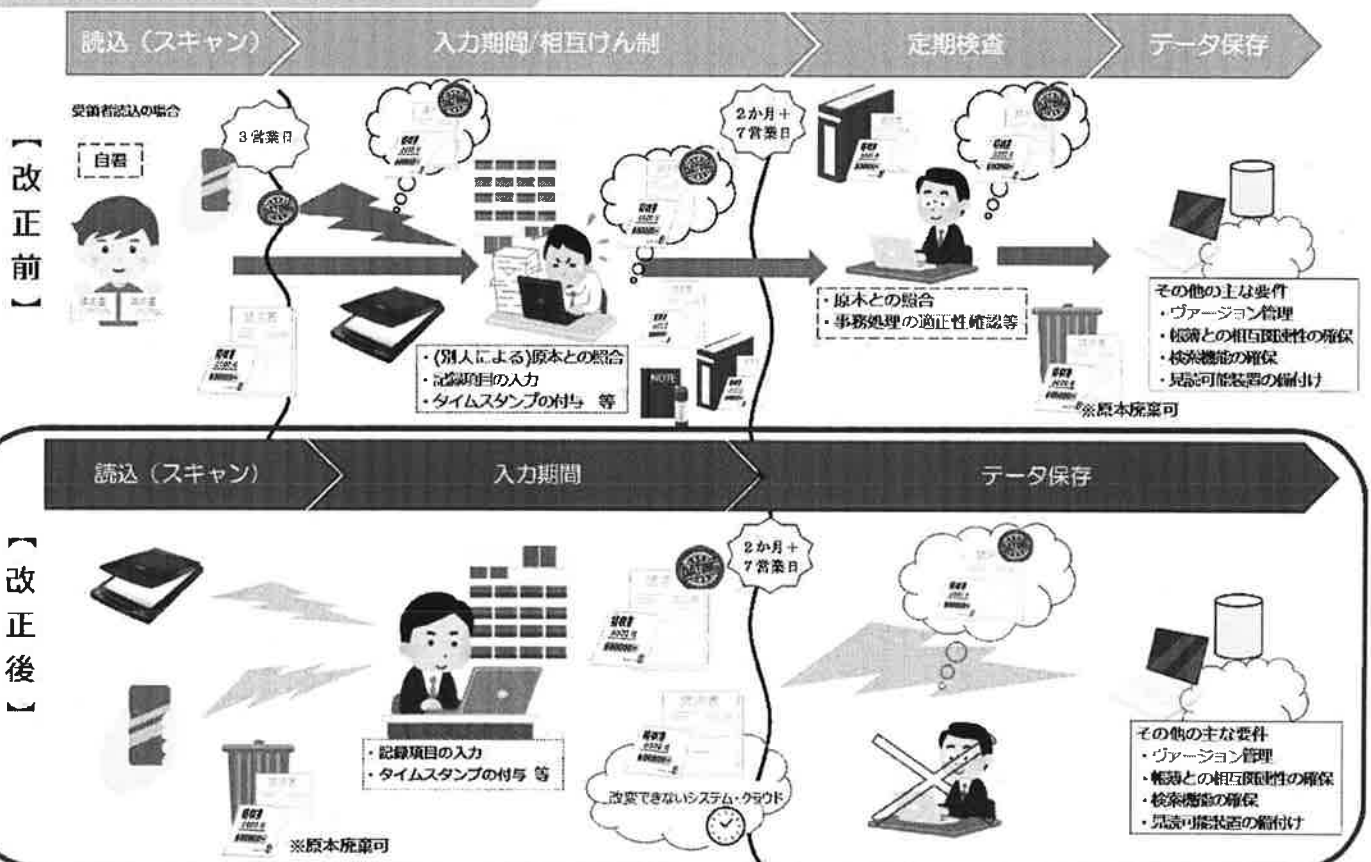 読込（スキャン）
入力期間/相互けん制
定期検査
データ保存
【改正前】
受領者読込の場合
自署
3営業日
2か月＋
7営業日
・(別人による)原本との照合
・記録項目の入力
・タイムスタンプの付与 等
NOTE
・原本との照合
・事務処理の適正性確認等
※原本廃棄可
その他の主な要件
・ヴァージョン管理
・帳簿との相互関連性の確保
・検索機能の確保
・見読可能装置の備付け
読込（スキャン）
入力期間
データ保存
【改正後】
2か月＋
7営業日
・記録項目の入力
・タイムスタンプの付与 等
※原本廃棄可
改変できないシステム・クラウド
その他の主な要件
・ヴァージョン管理
・帳簿との相互関連性の確保
・検索機能の確保
・見読可能装置の備付け